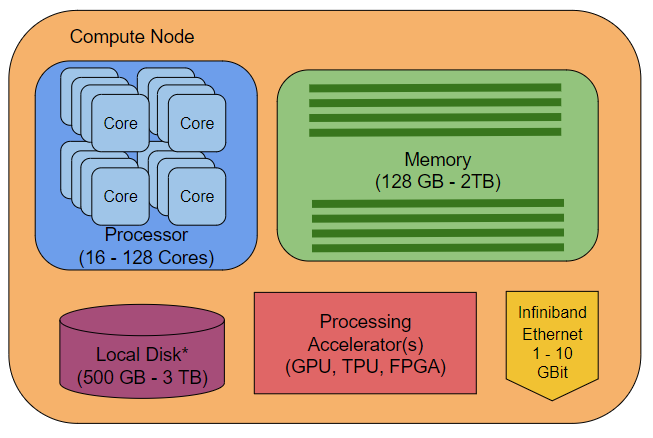 Compute Node
Core
Core
Core
Core
Processor
(16 - 128 Cores)
Memory
(128 GB - 2TB)
Local Disk*
(500 GB - 3 TB)
Processing
Accelerator(s)
(GPU, TPU, FPGA)
Infiniband
Ethernet
1 - 10
GBit